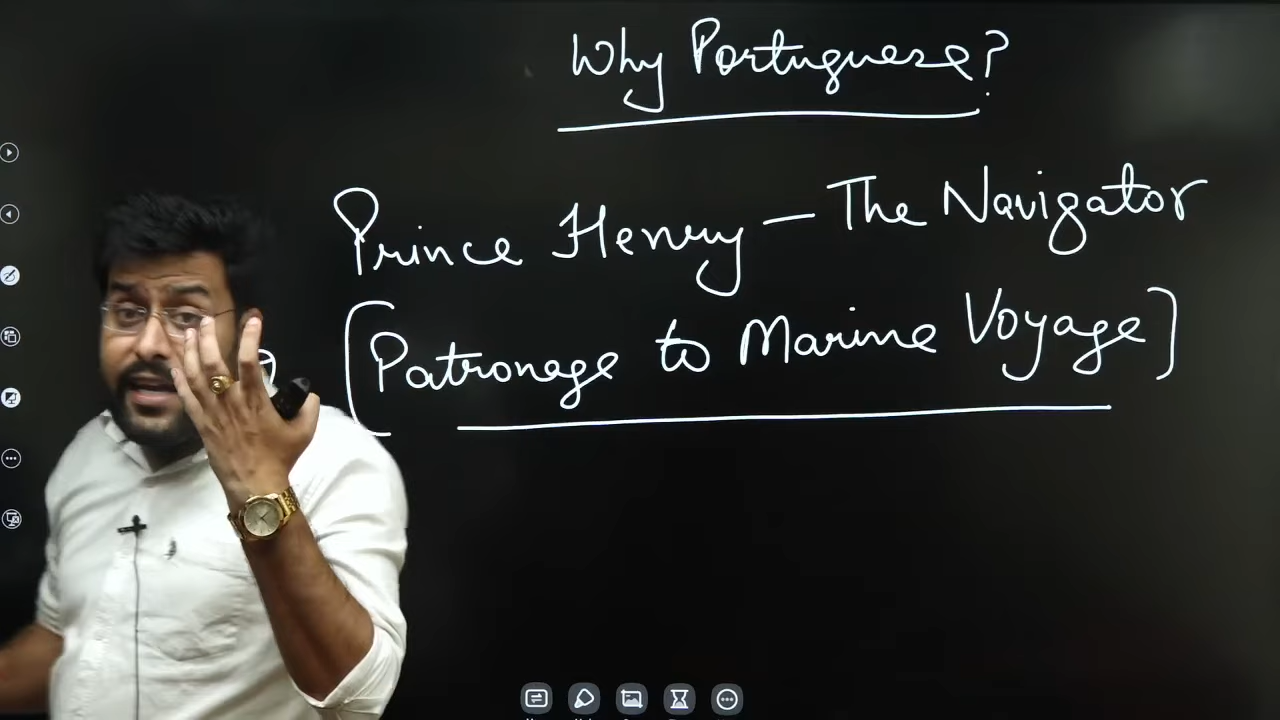 Why Portuguese?
Prince Henry – The Navigator
[Patronage to Marine Voyage]